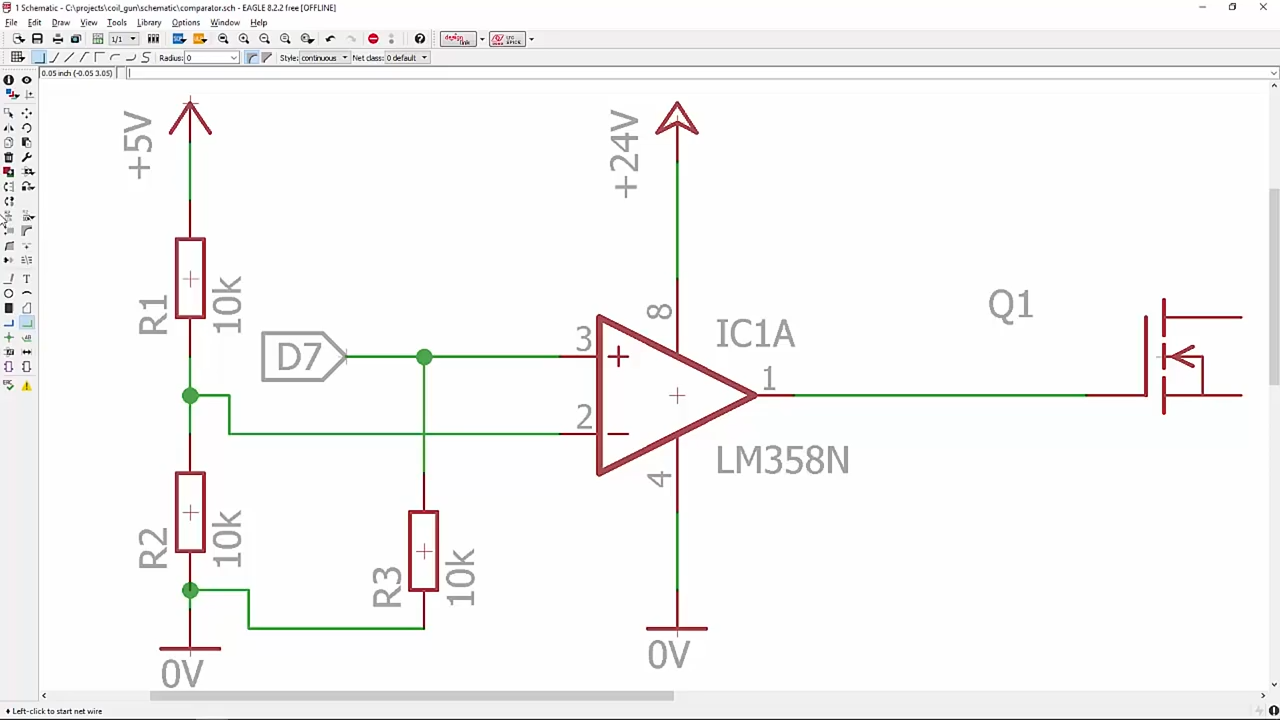 1 Schematic - C:\projects\coil_gun\schematic\comparator.sch - EAGLE 8.2.2 free [OFFLINE]
File Edit Draw View Tools Library Options Window Help
1/1
design link
Radius: 0 Style: continuous Net class: 0 default
0.05 inch (-0.05 3.05)
+5V
+24V
R1
10k
D7
3
8
IC1A
Q1
2
1
4
LM358N
R2
10k
R3
10k
0V
0V
Left-click to start net wire